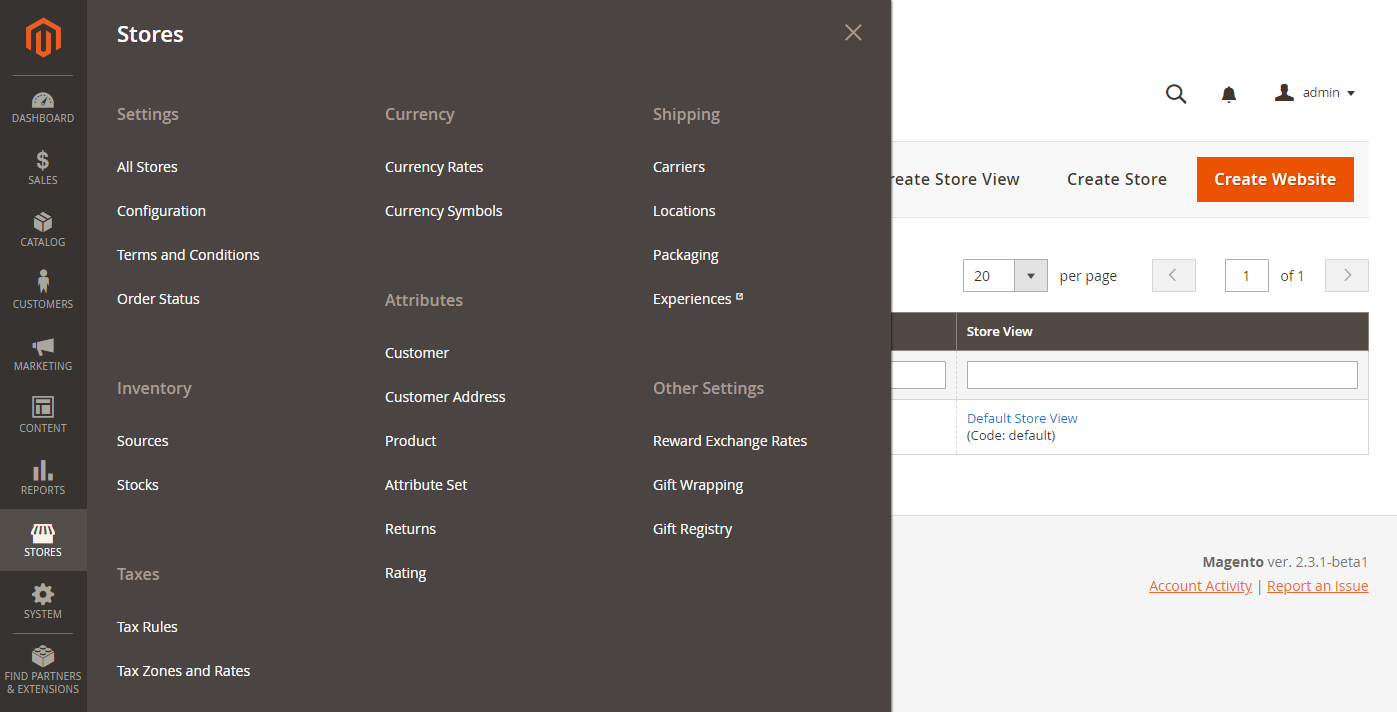 DASHBOARD
SALES
CATALOG
CUSTOMERS
MARKETING
CONTENT
REPORTS
STORES
SYSTEM
FIND PARTNERS
& EXTENSIONS
Stores
Settings
All Stores
Configuration
Terms and Conditions
Order Status
Inventory
Sources
Stocks
Taxes
Tax Rules
Tax Zones and Rates
Currency
Currency Rates
Currency Symbols
Attributes
Customer
Customer Address
Product
Attribute Set
Returns
Rating
Shipping
Carriers
Locations
Packaging
Experiences
Other Settings
Reward Exchange Rates
Gift Wrapping
Gift Registry
admin
reate Store View
Create Store
Create Website
20
per page
1
of 1
Store View
Default Store View
(Code: default)
Magento ver. 2.3.1-beta1
Account Activity | Report an Issue